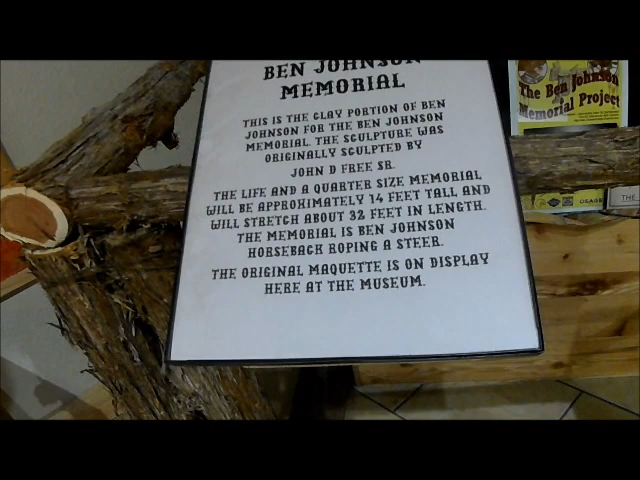 BEN JOHNSON
MEMORIAL
THIS IS THE CLAY PORTION OF BEN
JOHNSON FOR THE BEN JOHNSON
MEMORIAL. THE SCULPTURE WAS
ORIGINALLY SCULPTED BY
JOHN D FREE SR.
THE LIFE AND A QUARTER SIZE MEMORIAL
WILL BE APPROXIMATELY 14 FEET TALL AND
WILL STRETCH ABOUT 32 FEET IN LENGTH.
THE MEMORIAL IS BEN JOHNSON
HORSEBACK ROPING A STEER.
THE ORIGINAL MAQUETTE IS ON DISPLAY
HERE AT THE MUSEUM.
The Ben Johnson
Memorial Project
OSAGE
THE